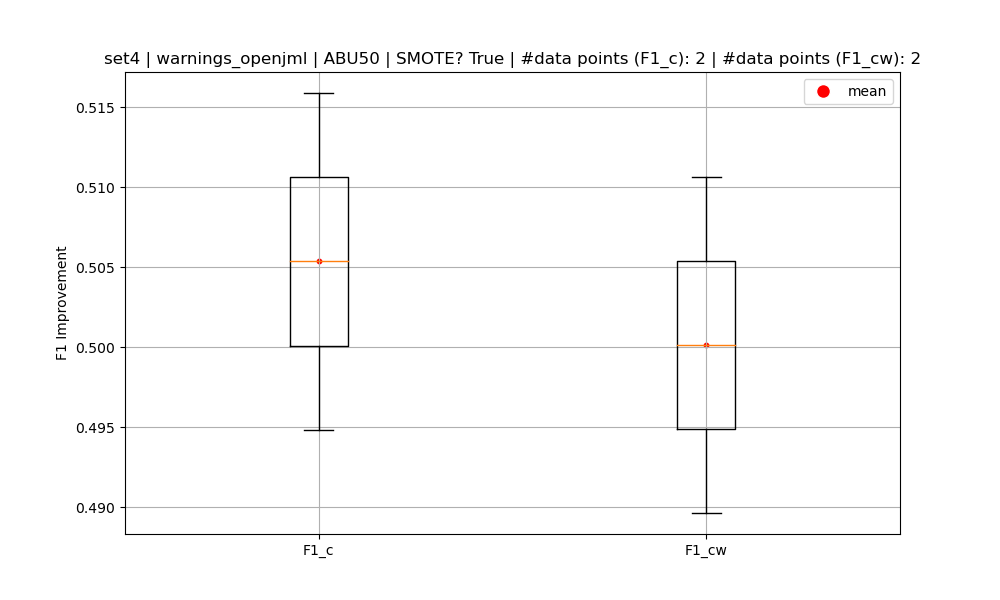 set4 | warnings_openjml | ABU50 | SMOTE? True | #data points (F1_c): 2 | #data points (F1_cw): 2
mean
0.515
0.510
0.505
0.500
0.495
0.490
F1 Improvement
F1_c
F1_cw